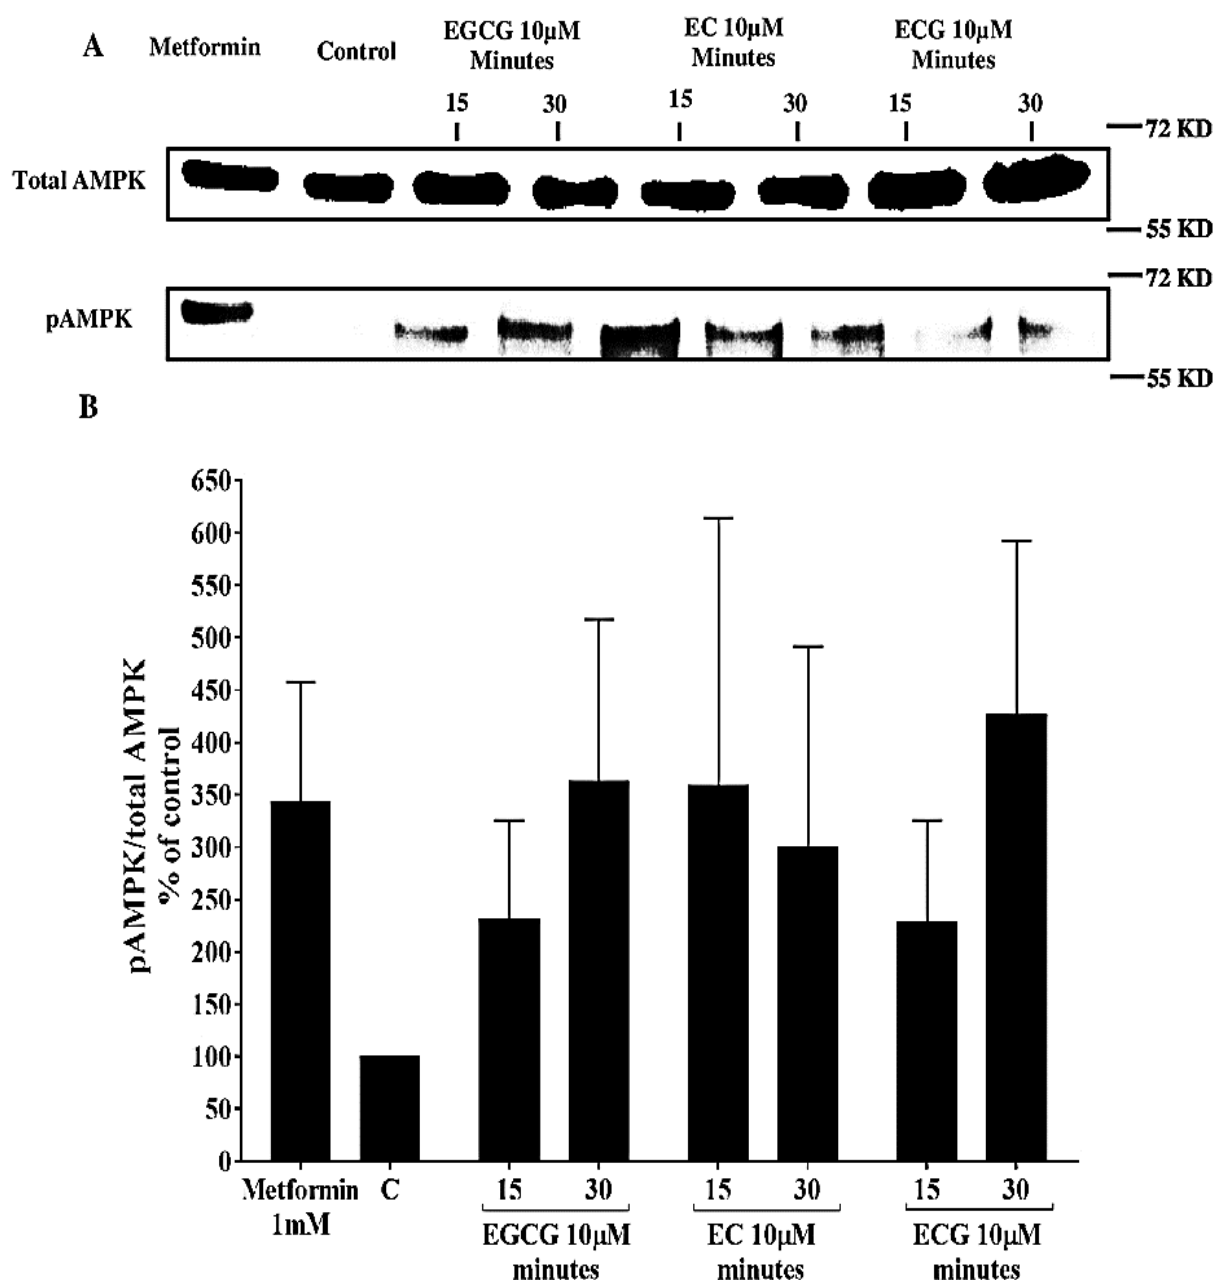 A
Metformin
Control
EGCG 10µM
Minutes
EC 10µM
Minutes
ECG 10µM
Minutes
15
30
15
30
15
30
72 KD
Total AMPK
55 KD
72 KD
pAMPK
55 KD
B
650
600
550
500
450
400
350
300
250
200
150
100
50
0
pAMPK/total AMPK
% of control
Metformin
1mM
C
15
30
15
30
15
30
EGCG 10µM
minutes
EC 10µM
minutes
ECG 10µM
minutes